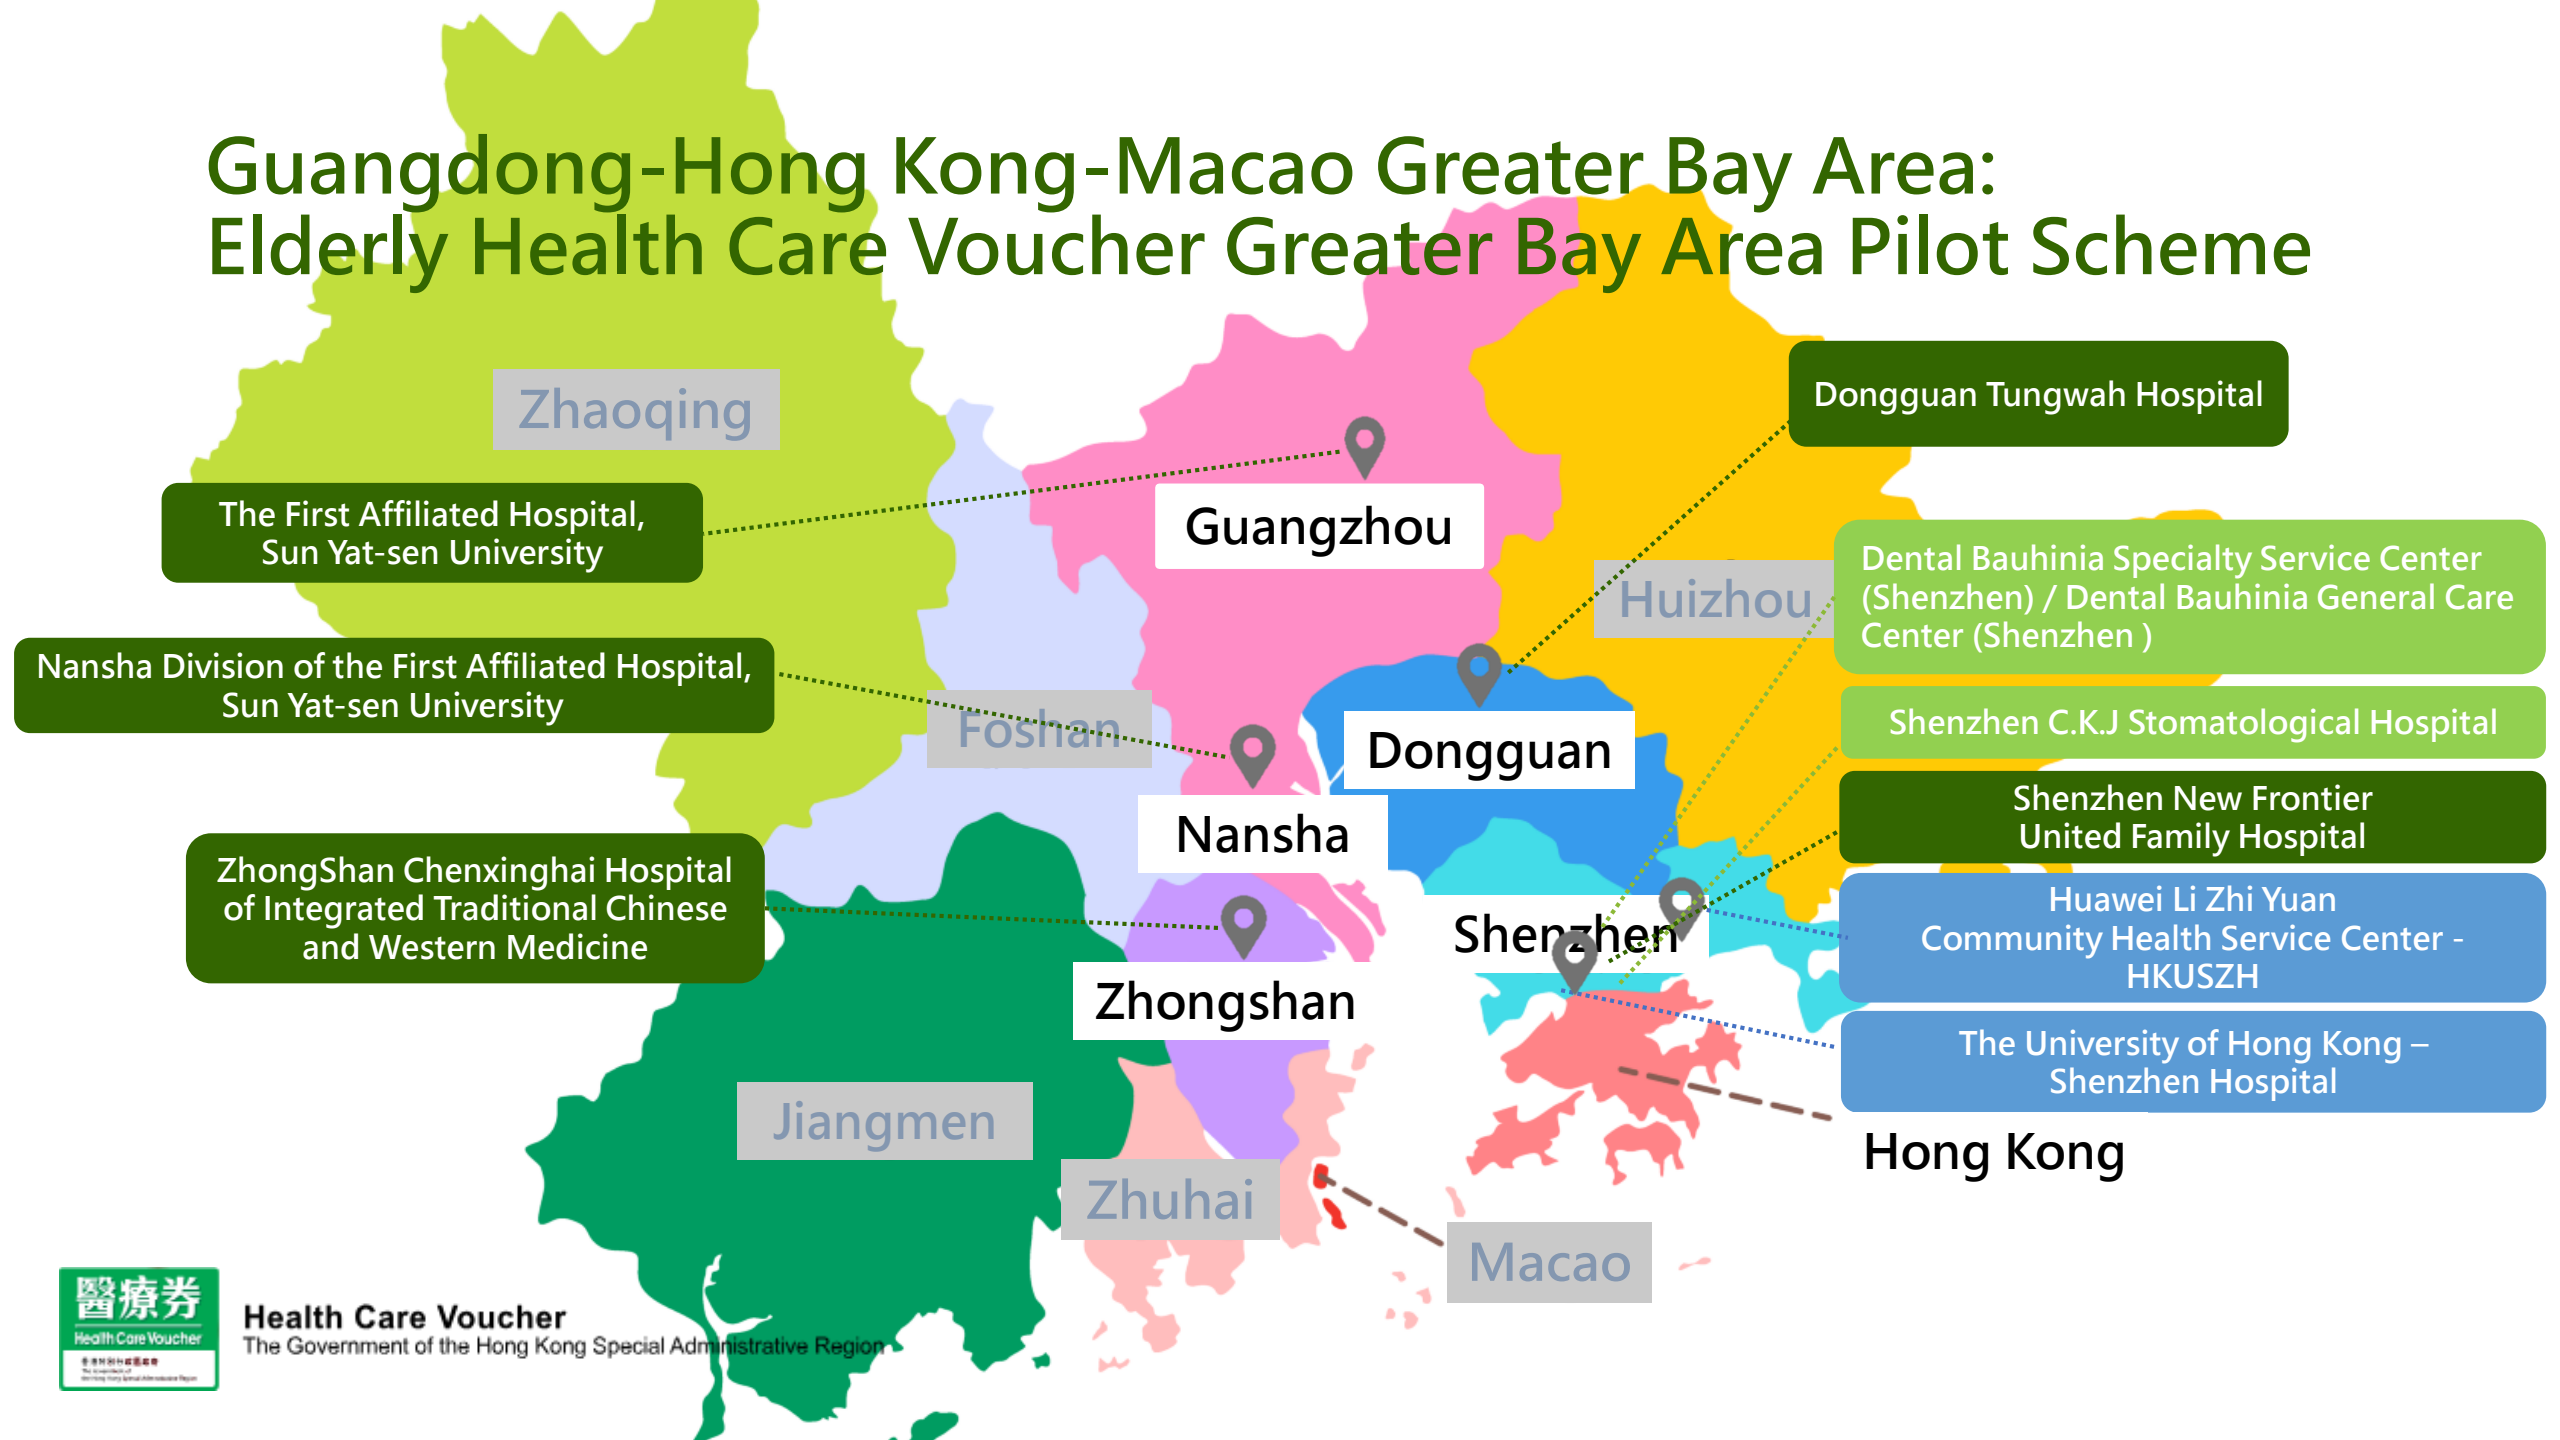 Guangdong-Hong Kong-Macao Greater Bay Area:
Elderly Health Care Voucher Greater Bay Area Pilot Scheme
Zhaoqing
Dongguan Tungwah Hospital
The First Affiliated Hospital,
Sun Yat-sen University
Guangzhou
Huizhou
Dental Bauhinia Specialty Service Center
(Shenzhen) / Dental Bauhinia General Care
Center (Shenzhen )
Nansha Division of the First Affiliated Hospital,
Sun Yat-sen University
Foshan
Dongguan
Shenzhen C.K.J Stomatological Hospital
Nansha
Shenzhen New Frontier
United Family Hospital
ZhongShan Chenxinghai Hospital
of Integrated Traditional Chinese
and Western Medicine
Shenzhen
Huawei Li Zhi Yuan
Community Health Service Center -
HKUSZH
Zhongshan
The University of Hong Kong –
Shenzhen Hospital
Jiangmen
Hong Kong
Zhuhai
Macao
醫療券
Health Care Voucher
Health Care Voucher
The Government of the Hong Kong Special Administrative Region